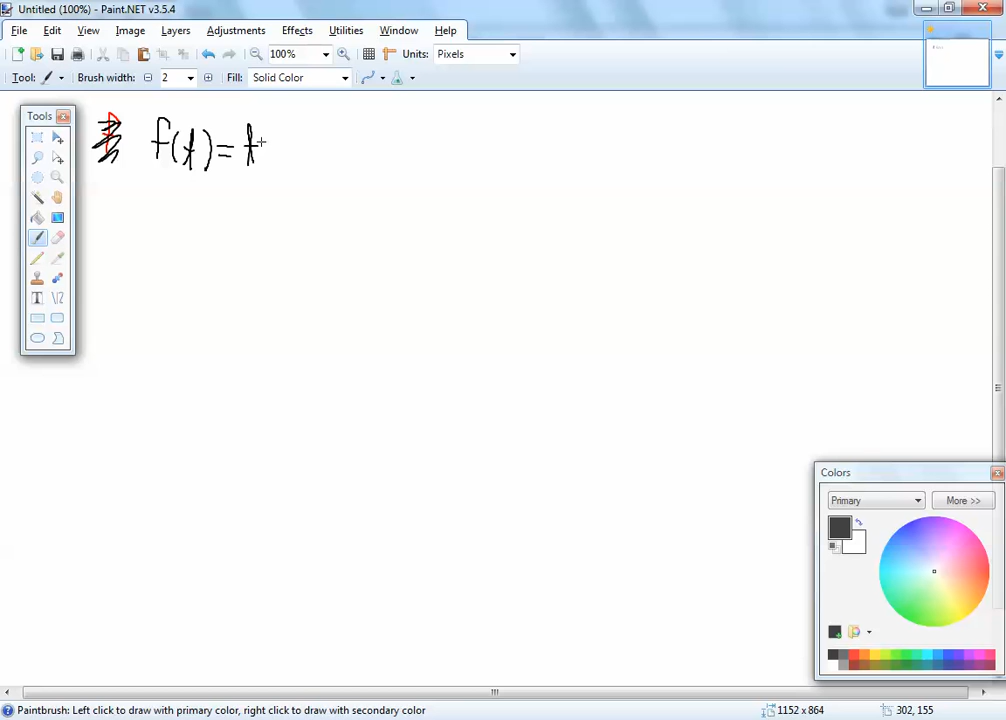 Untitled (100%) - Paint.NET v3.5.4
File Edit View Image Layers Adjustments Effects Utilities Window Help
100% Units: Pixels
Tool: Brush width: 2 Fill: Solid Color
Tools
f(t)=t
Colors
Primary More >>
Paintbrush: Left click to draw with primary color, right click to draw with secondary color 1152 x 864 302, 155